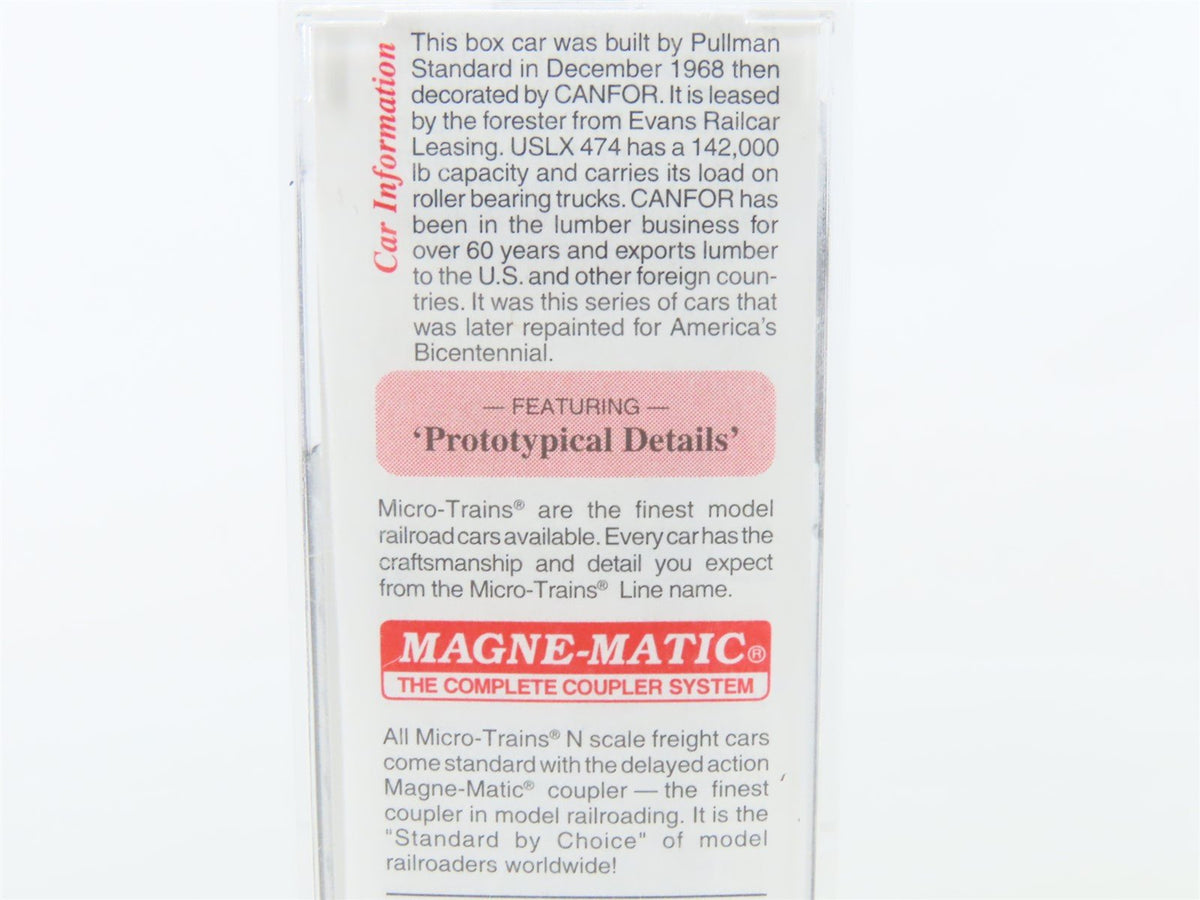 Car Information
This box car was built by Pullman
Standard in December 1968 then
decorated by CANFOR. It is leased
by the forester from Evans Railcar
Leasing. USLX 474 has a 142,000
lb capacity and carries its load on
roller bearing trucks. CANFOR has
been in the lumber business for
over 60 years and exports lumber
to the U.S. and other foreign coun-
tries. It was this series of cars that
was later repainted for America's
Bicentennial.
— FEATURING —
'Prototypical Details'
Micro-Trains® are the finest model
railroad cars available. Every car has the
craftsmanship and detail you expect
from the Micro-Trains® Line name.
MAGNE-MATIC®
THE COMPLETE COUPLER SYSTEM
All Micro-Trains® N scale freight cars
come standard with the delayed action
Magne-Matic® coupler — the finest
coupler in model railroading. It is the
"Standard by Choice" of model
railroaders worldwide!